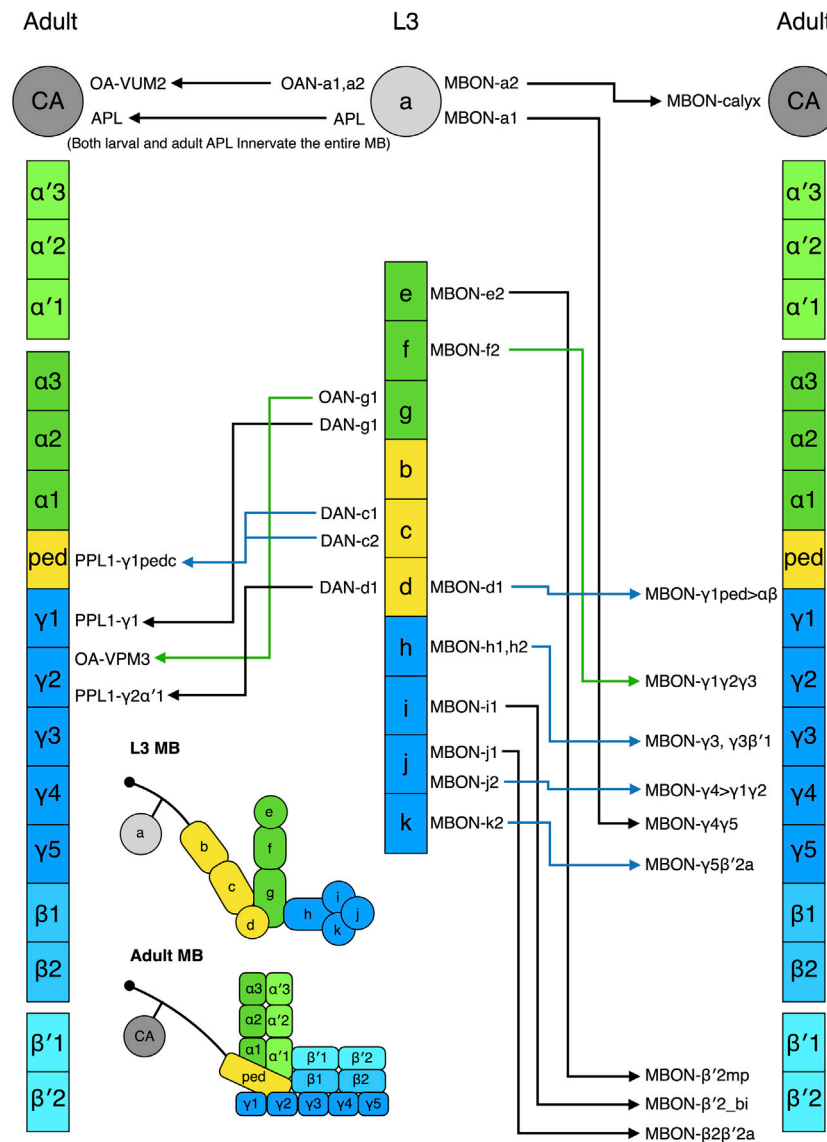 Adult
L3
Adult
CA
OA-VUM2
OAN-a1,a2
a
MBON-a2
MBON-calyx
CA
APL
APL
MBON-a1
(Both larval and adult APL Innervate the entire MB)
α′3
α′2
α′1
α3
α2
α1
ped
γ1
γ2
γ3
γ4
γ5
β1
β2
β′1
β′2
OAN-g1
DAN-g1
DAN-c1
DAN-c2
PPL1-γ1pedc
DAN-d1
PPL1-γ1
OA-VPM3
PPL1-γ2α′1
e
f
g
b
c
d
h
i
j
k
MBON-e2
MBON-f2
MBON-d1
MBON-h1,h2
MBON-i1
MBON-j1
MBON-j2
MBON-k2
MBON-γ1ped>αβ
MBON-γ1γ2γ3
MBON-γ3, γ3β′1
MBON-γ4>γ1γ2
MBON-γ4γ5
MBON-γ5β′2a
MBON-β′2mp
MBON-β′2_bi
MBON-β2β′2a
α′3
α′2
α′1
α3
α2
α1
ped
γ1
γ2
γ3
γ4
γ5
β1
β2
β′1
β′2
L3 MB
a
b
c
d
e
f
g
h
i
j
k
Adult MB
CA
α3 α′3
α2 α′2
α1 α′1
ped
β′1 β′2
β1 β2
γ1 γ2 γ3 γ4 γ5